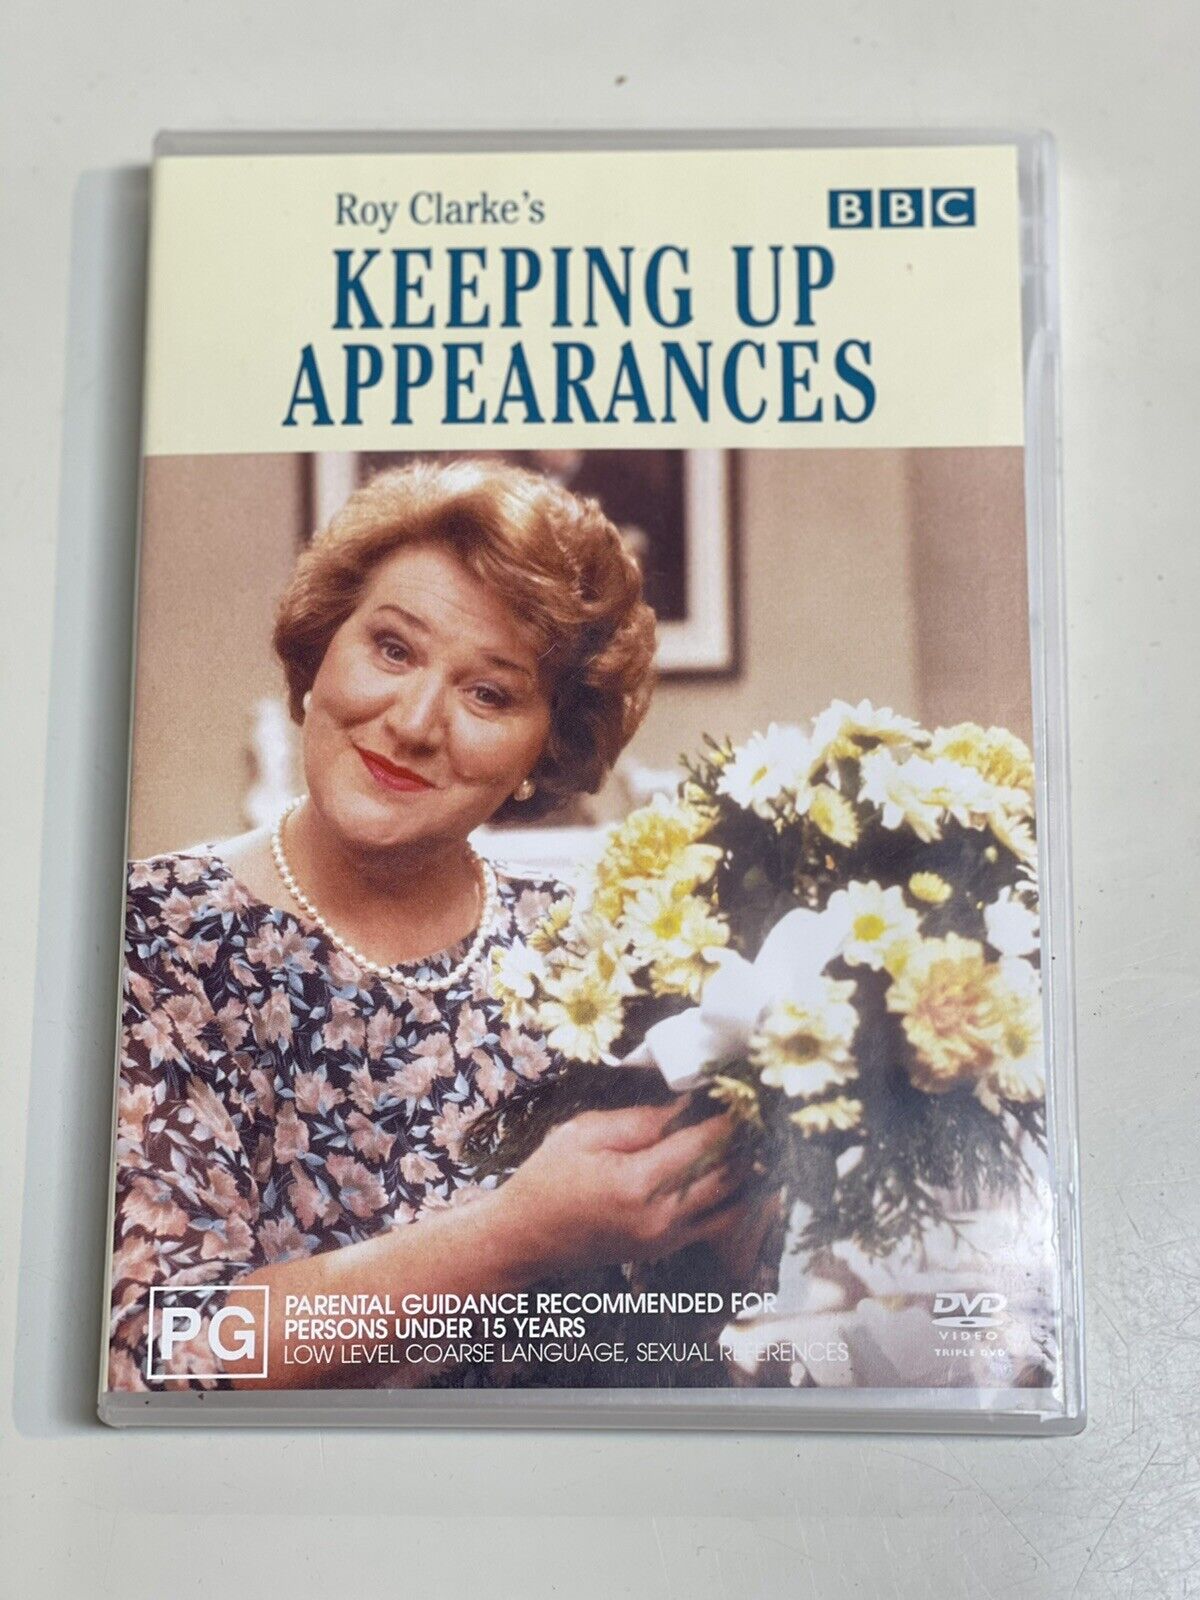 Roy Clarke's
BBC
KEEPING UP
APPEARANCES
PG
PARENTAL GUIDANCE RECOMMENDED FOR
PERSONS UNDER 15 YEARS
LOW LEVEL COARSE LANGUAGE, SEXUAL REFERENCES
DVD
VIDEO
TRIPLE DVD